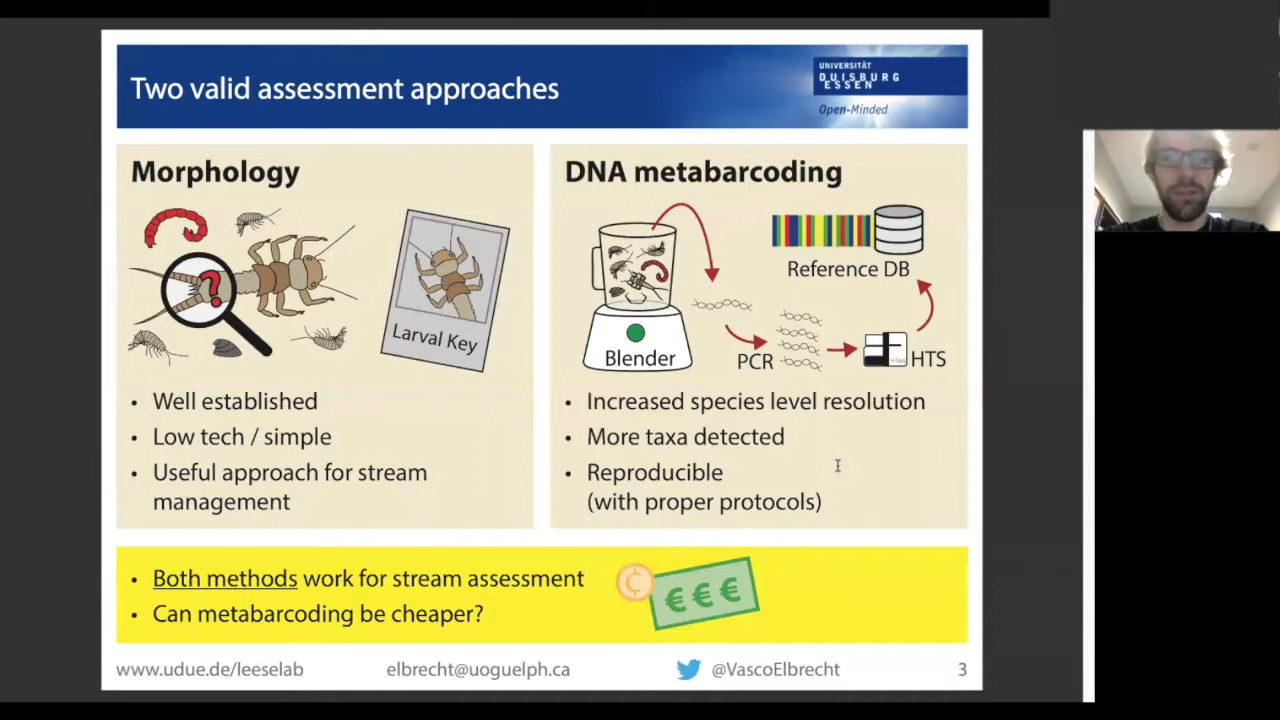 Two valid assessment approaches
UNIVERSITÄT
DUISBURG
ESSEN
Open-Minded
Morphology
Larval Key
• Well established
• Low tech / simple
• Useful approach for stream
management
DNA metabarcoding
Blender
PCR
HTS
Reference DB
• Increased species level resolution
• More taxa detected
• Reproducible
(with proper protocols)
• Both methods work for stream assessment
• Can metabarcoding be cheaper?
€€€
www.udue.de/leeselab
elbrecht@uoguelph.ca
@VascoElbrecht
3